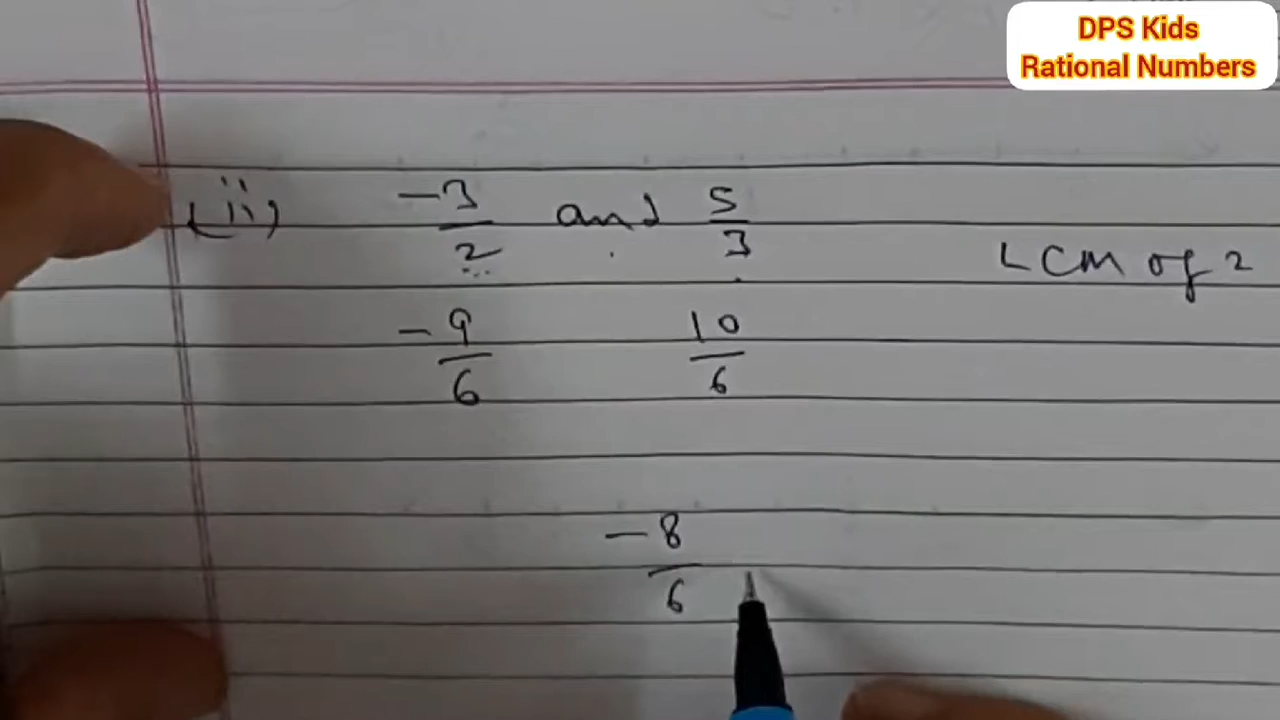 DPS Kids
Rational Numbers
(ii) -3/2 and 5/3
LCM of 2
-9/6 10/6
-8/6